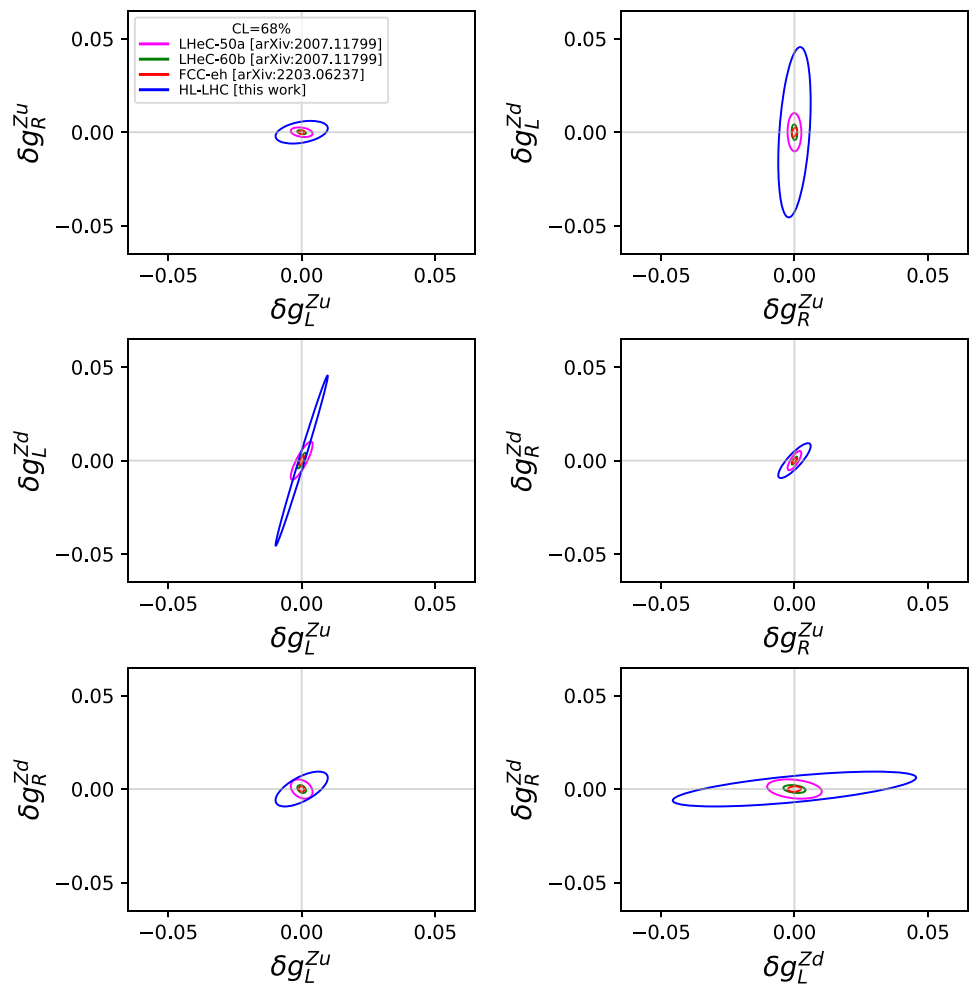 CL=68%
LHeC-50a [arXiv:2007.11799]
LHeC-60b [arXiv:2007.11799]
FCC-eh [arXiv:2203.06237]
HL-LHC [this work]
0.05
0.00
−0.05
δg_R^{Zu}
−0.05 0.00 0.05
δg_L^{Zu}
0.05
0.00
−0.05
δg_L^{Zd}
−0.05 0.00 0.05
δg_R^{Zu}
0.05
0.00
−0.05
δg_L^{Zd}
−0.05 0.00 0.05
δg_L^{Zu}
0.05
0.00
−0.05
δg_R^{Zd}
−0.05 0.00 0.05
δg_R^{Zu}
0.05
0.00
−0.05
δg_R^{Zd}
−0.05 0.00 0.05
δg_L^{Zu}
0.05
0.00
−0.05
δg_R^{Zd}
−0.05 0.00 0.05
δg_L^{Zd}